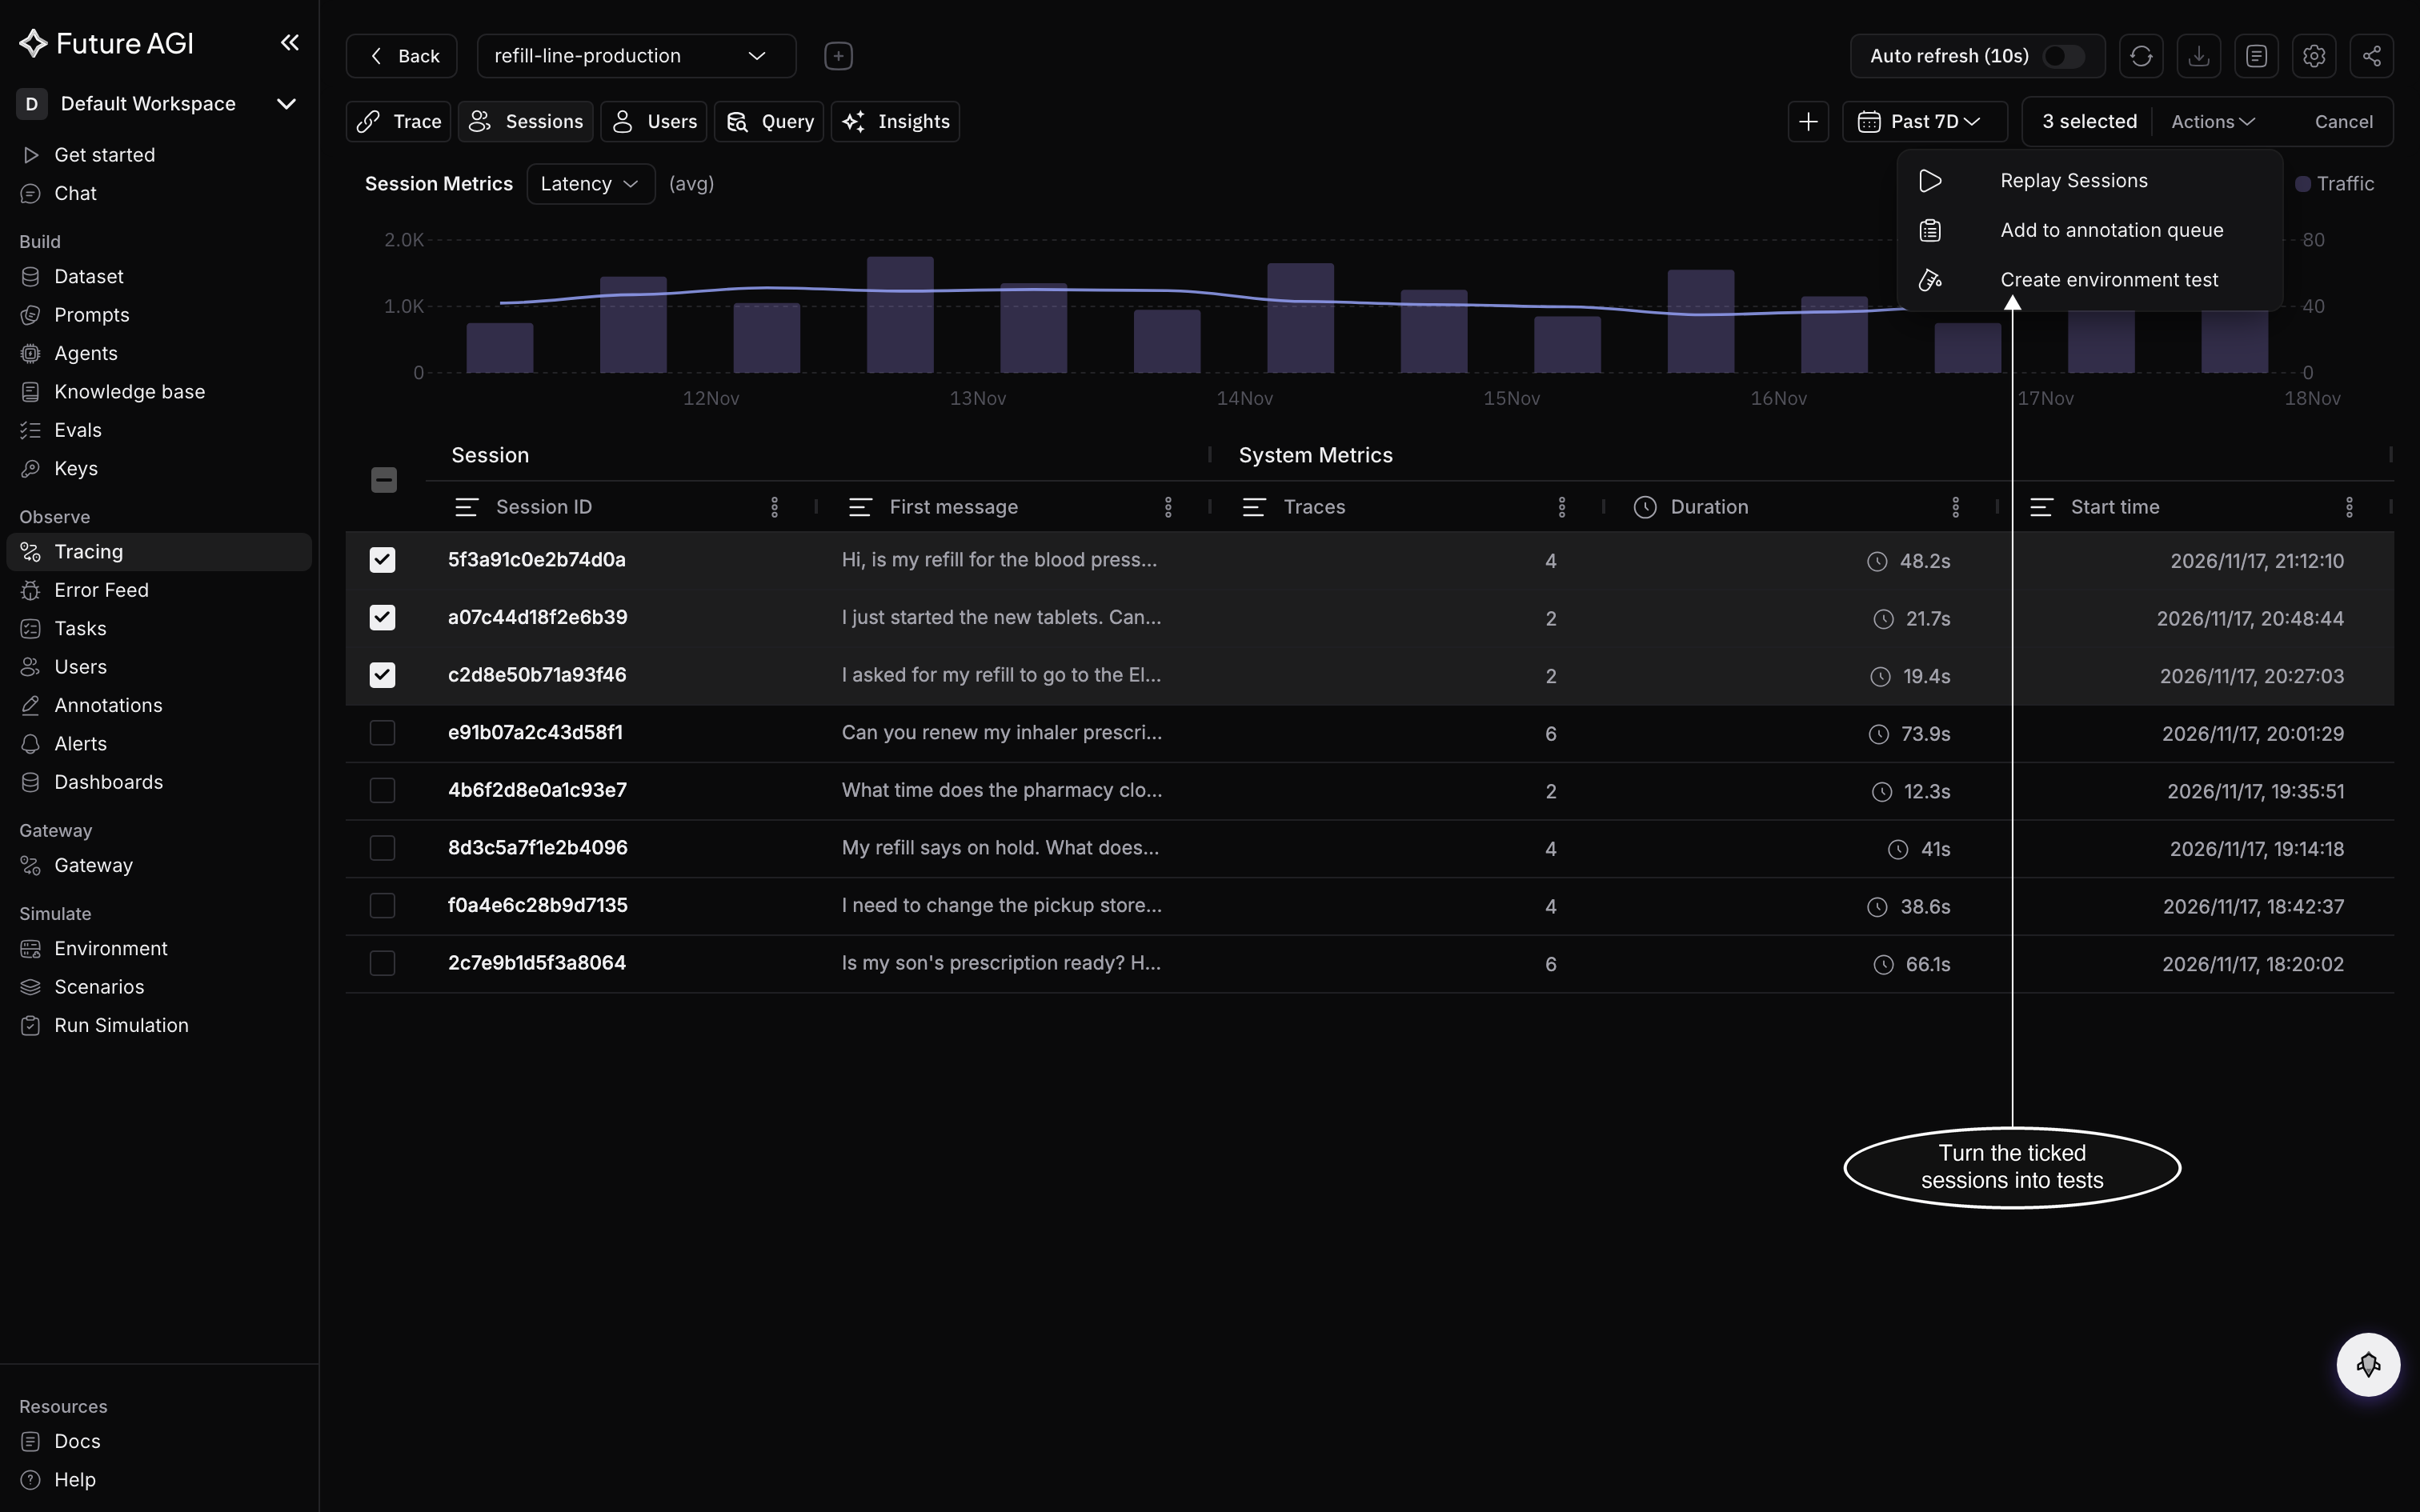 Future AGI
D Default Workspace
Get started
Chat
Build
Dataset
Prompts
Agents
Knowledge base
Evals
Keys
Observe
Tracing
Error Feed
Tasks
Users
Annotations
Alerts
Dashboards
Gateway
Gateway
Simulate
Environment
Scenarios
Run Simulation
Resources
Docs
Help
Back refill-line-production Auto refresh (10s)
Trace Sessions Users Query Insights Past 7D 3 selected Actions Cancel
Session Metrics Latency (avg) Traffic
Replay Sessions
Add to annotation queue
Create environment test
2.0K 80
1.0K 40
0 0
12Nov 13Nov 14Nov 15Nov 16Nov 17Nov 18Nov
Session System Metrics
Session ID First message Traces Duration Start time
5f3a91c0e2b74d0a Hi, is my refill for the blood press... 4 48.2s 2026/11/17, 21:12:10
a07c44d18f2e6b39 I just started the new tablets. Can... 2 21.7s 2026/11/17, 20:48:44
c2d8e50b71a93f46 I asked for my refill to go to the El... 2 19.4s 2026/11/17, 20:27:03
e91b07a2c43d58f1 Can you renew my inhaler prescri... 6 73.9s 2026/11/17, 20:01:29
4b6f2d8e0a1c93e7 What time does the pharmacy clo... 2 12.3s 2026/11/17, 19:35:51
8d3c5a7f1e2b4096 My refill says on hold. What does... 4 41s 2026/11/17, 19:14:18
f0a4e6c28b9d7135 I need to change the pickup store... 4 38.6s 2026/11/17, 18:42:37
2c7e9b1d5f3a8064 Is my son's prescription ready? H... 6 66.1s 2026/11/17, 18:20:02
Turn the ticked
sessions into tests